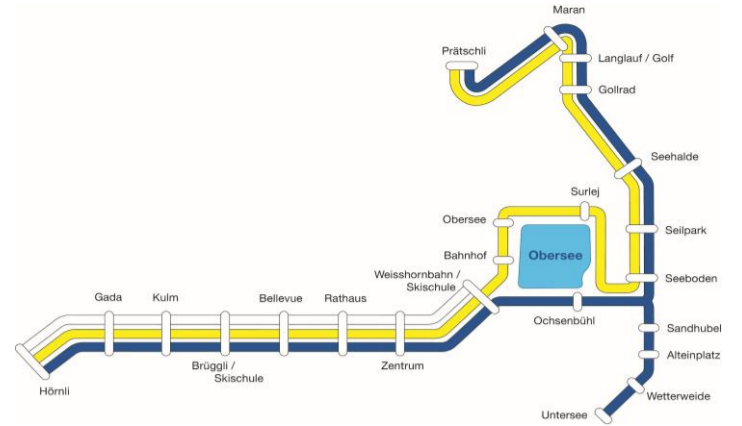 Maran
Prätschli
Langlauf / Golf
Gollrad
Seehalde
Surlej
Obersee
Seilpark
Bahnhof
Obersee
Weisshornbahn /
Skischule
Seeboden
Gada
Kulm
Bellevue
Rathaus
Ochsenbühl
Sandhubel
Alteinplatz
Brüggli /
Skischule
Zentrum
Hörnli
Wetterweide
Untersee